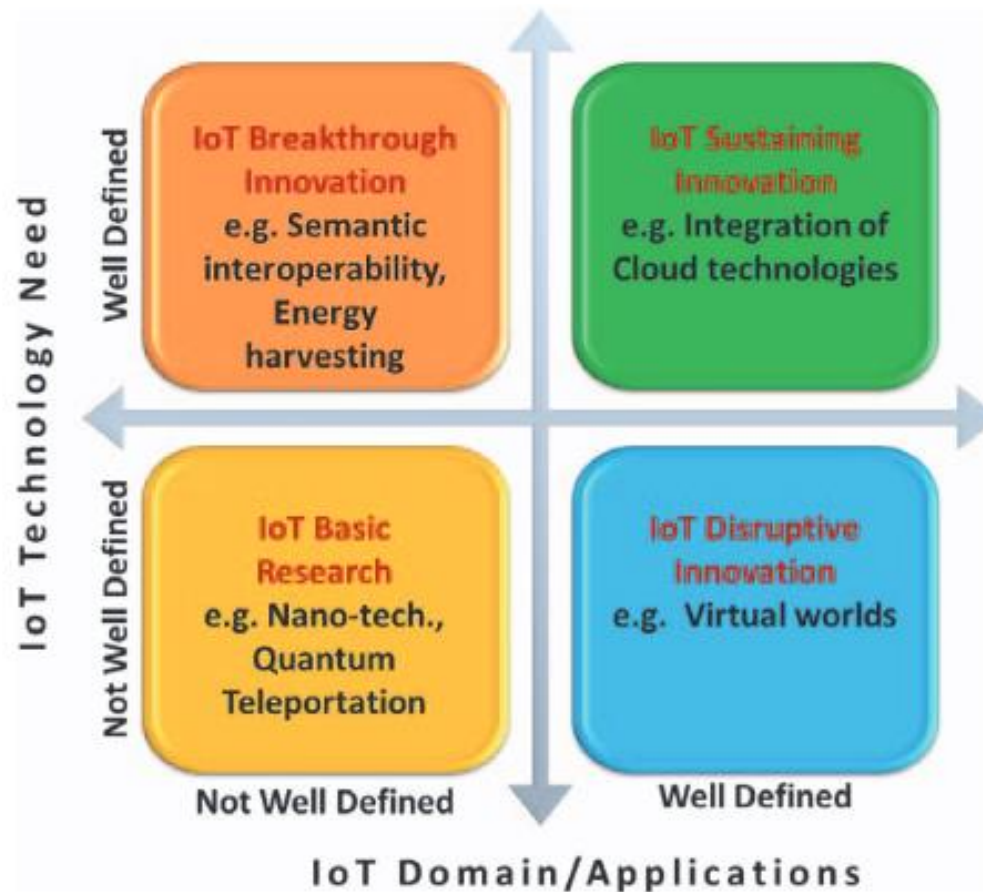 IoT Technology Need
Well Defined
Not Well Defined
IoT Breakthrough
Innovation
e.g. Semantic
interoperability,
Energy
harvesting
IoT Sustaining
Innovation
e.g. Integration of
Cloud technologies
IoT Basic
Research
e.g. Nano-tech.,
Quantum
Teleportation
IoT Disruptive
Innovation
e.g. Virtual worlds
Not Well Defined
Well Defined
IoT Domain/Applications